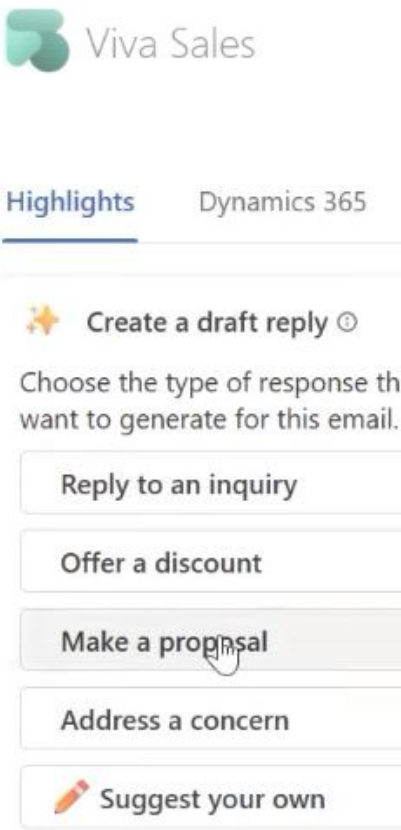 Viva Sales
Highlights Dynamics 365
Create a draft reply
Choose the type of response th
want to generate for this email.
Reply to an inquiry
Offer a discount
Make a proposal
Address a concern
Suggest your own